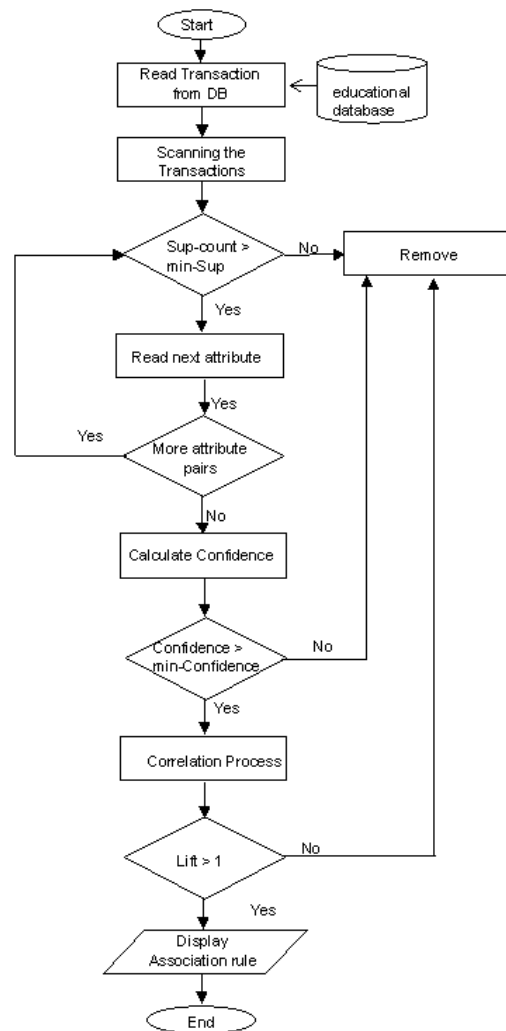 Start
Read Transaction
from DB
educational
database
Scanning the
Transactions
Sup-count >
min-Sup
No
Remove
Yes
Read next attribute
Yes
Yes
More attribute
pairs
No
Calculate Confidence
Confidence >
min-Confidence
No
Yes
Correlation Process
Lift > 1
No
Yes
Display
Association rule
End